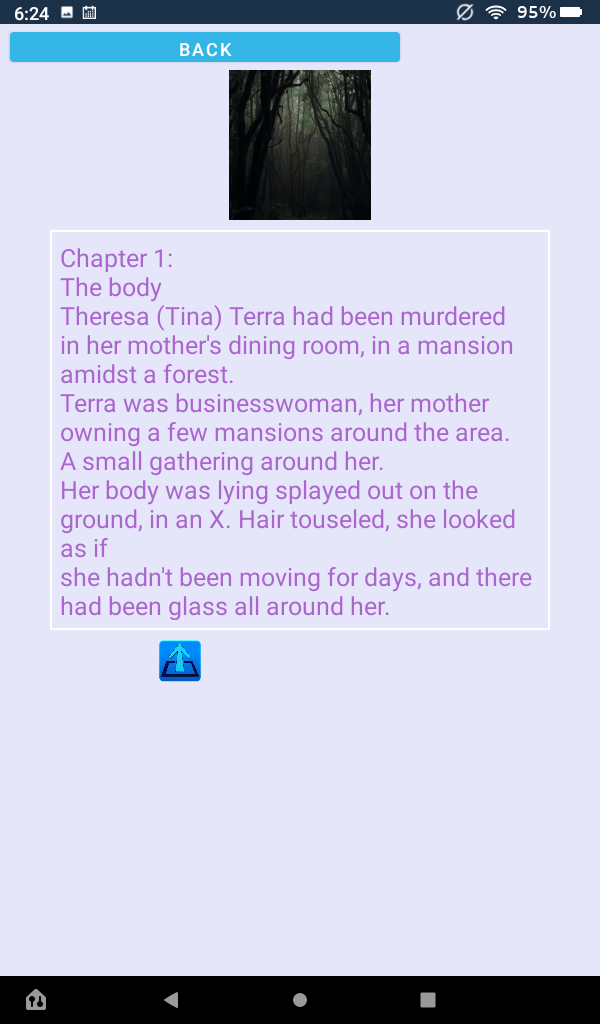 6:24
95%
BACK
Chapter 1:
The body
Theresa (Tina) Terra had been murdered
in her mother's dining room, in a mansion
amidst a forest.
Terra was businesswoman, her mother
owning a few mansions around the area.
A small gathering around her.
Her body was lying splayed out on the
ground, in an X. Hair touseled, she looked
as if
she hadn't been moving for days, and there
had been glass all around her.